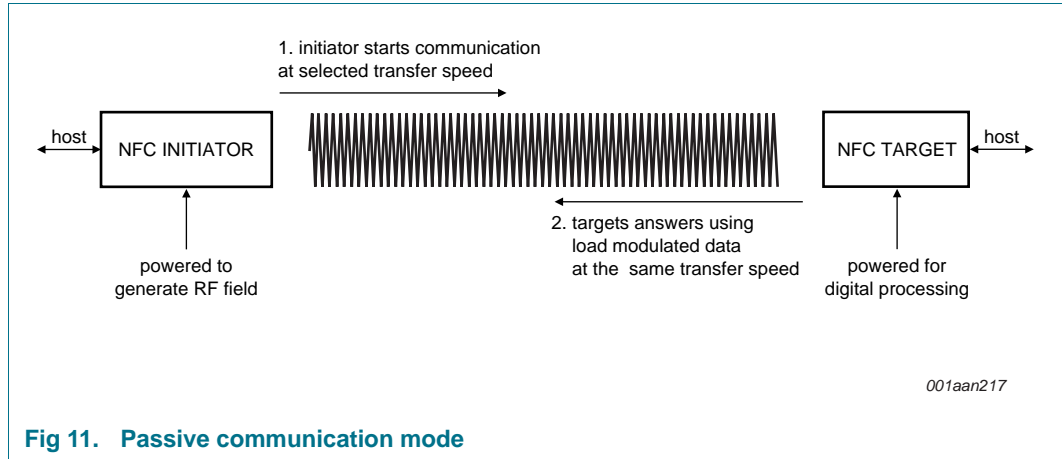 1. initiator starts communication
at selected transfer speed
host
NFC INITIATOR
NFC TARGET
host
2. targets answers using
load modulated data
at the same transfer speed
powered to
generate RF field
powered for
digital processing
001aan217
Fig 11. Passive communication mode